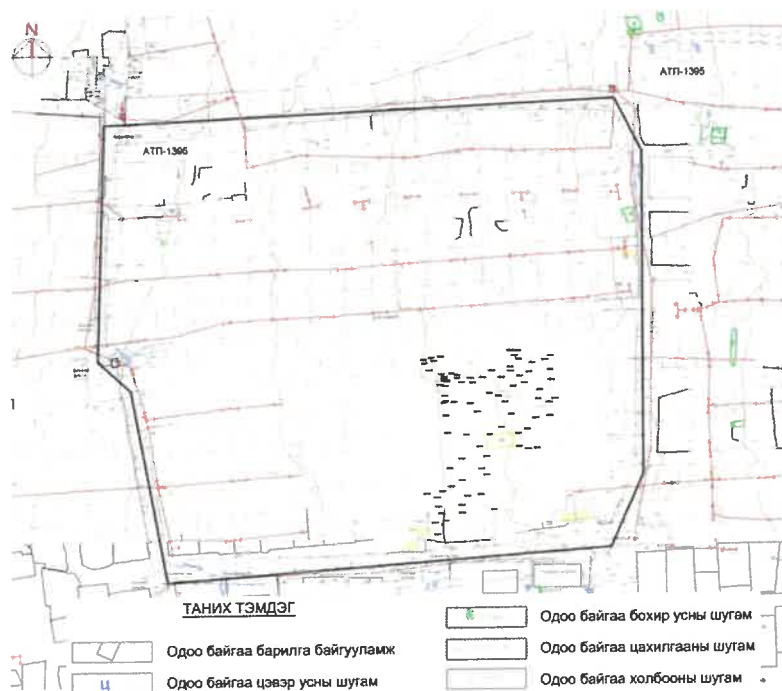 N
АТП-1395
АТП-1395
ТАНИХ ТЭМДЭГ
Одоо байгаа барилга байгууламж
Ц Одоо байгаа цэвэр усны шугам
Одоо байгаа бохир усны шугам
Одоо байгаа цахилгааны шугам
Одоо байгаа холбооны шугам